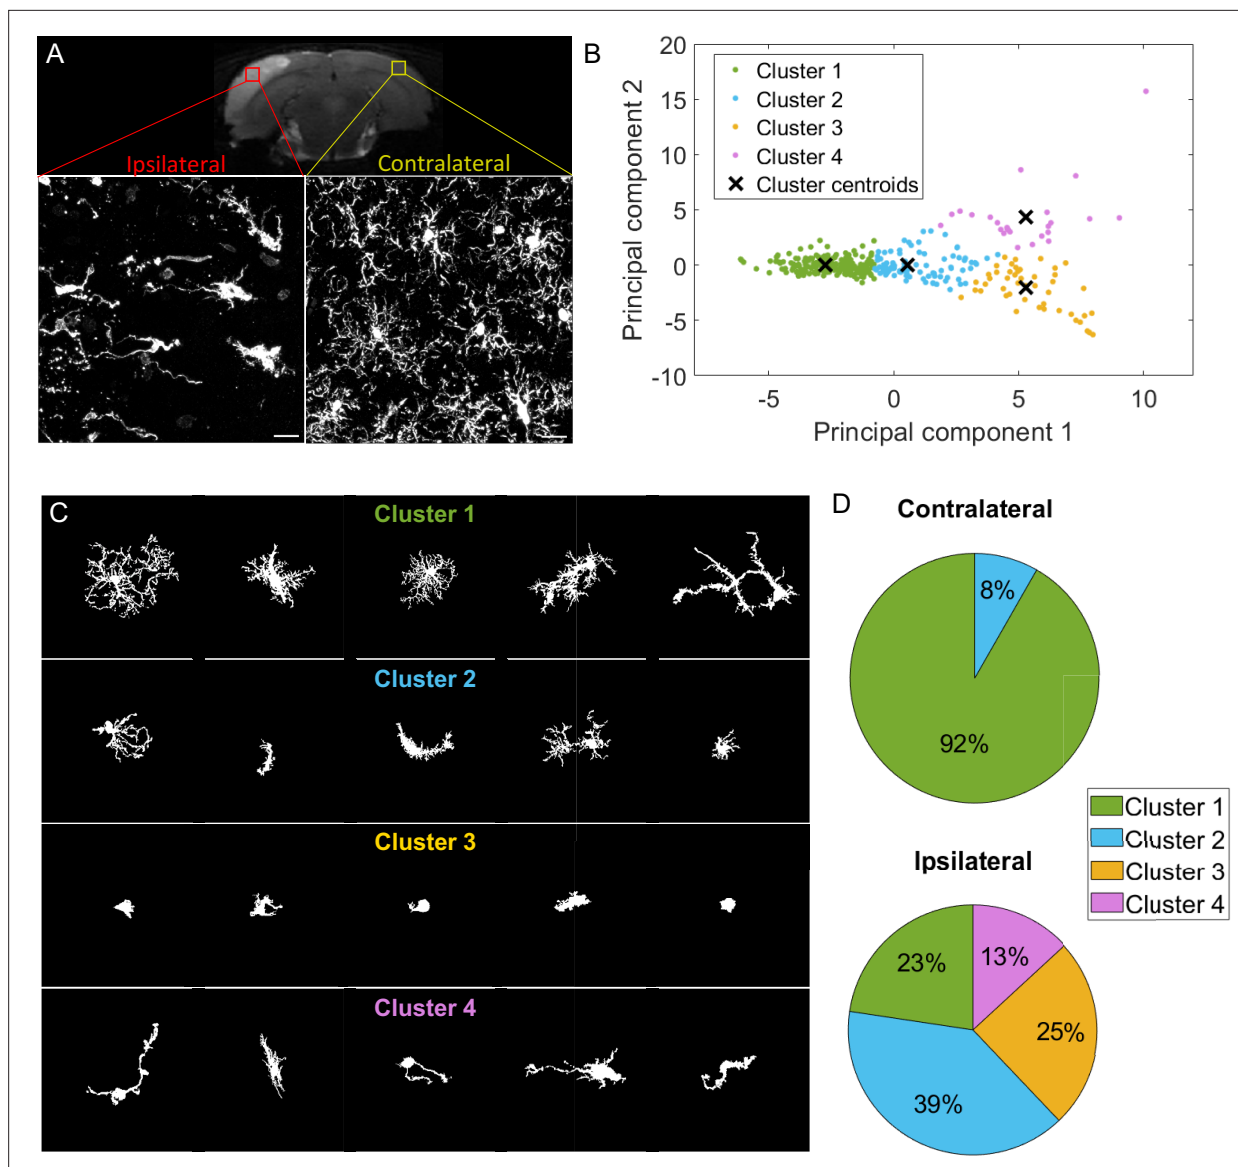 A
Ipsilateral
Contralateral
B
Principal component 2
20
15
10
5
0
-5
-10
Cluster 1
Cluster 2
Cluster 3
Cluster 4
Cluster centroids
-5
0
5
10
Principal component 1
C
Cluster 1
Cluster 2
Cluster 3
Cluster 4
D
Contralateral
8%
92%
Cluster 1
Cluster 2
Cluster 3
Cluster 4
Ipsilateral
23%
13%
25%
39%